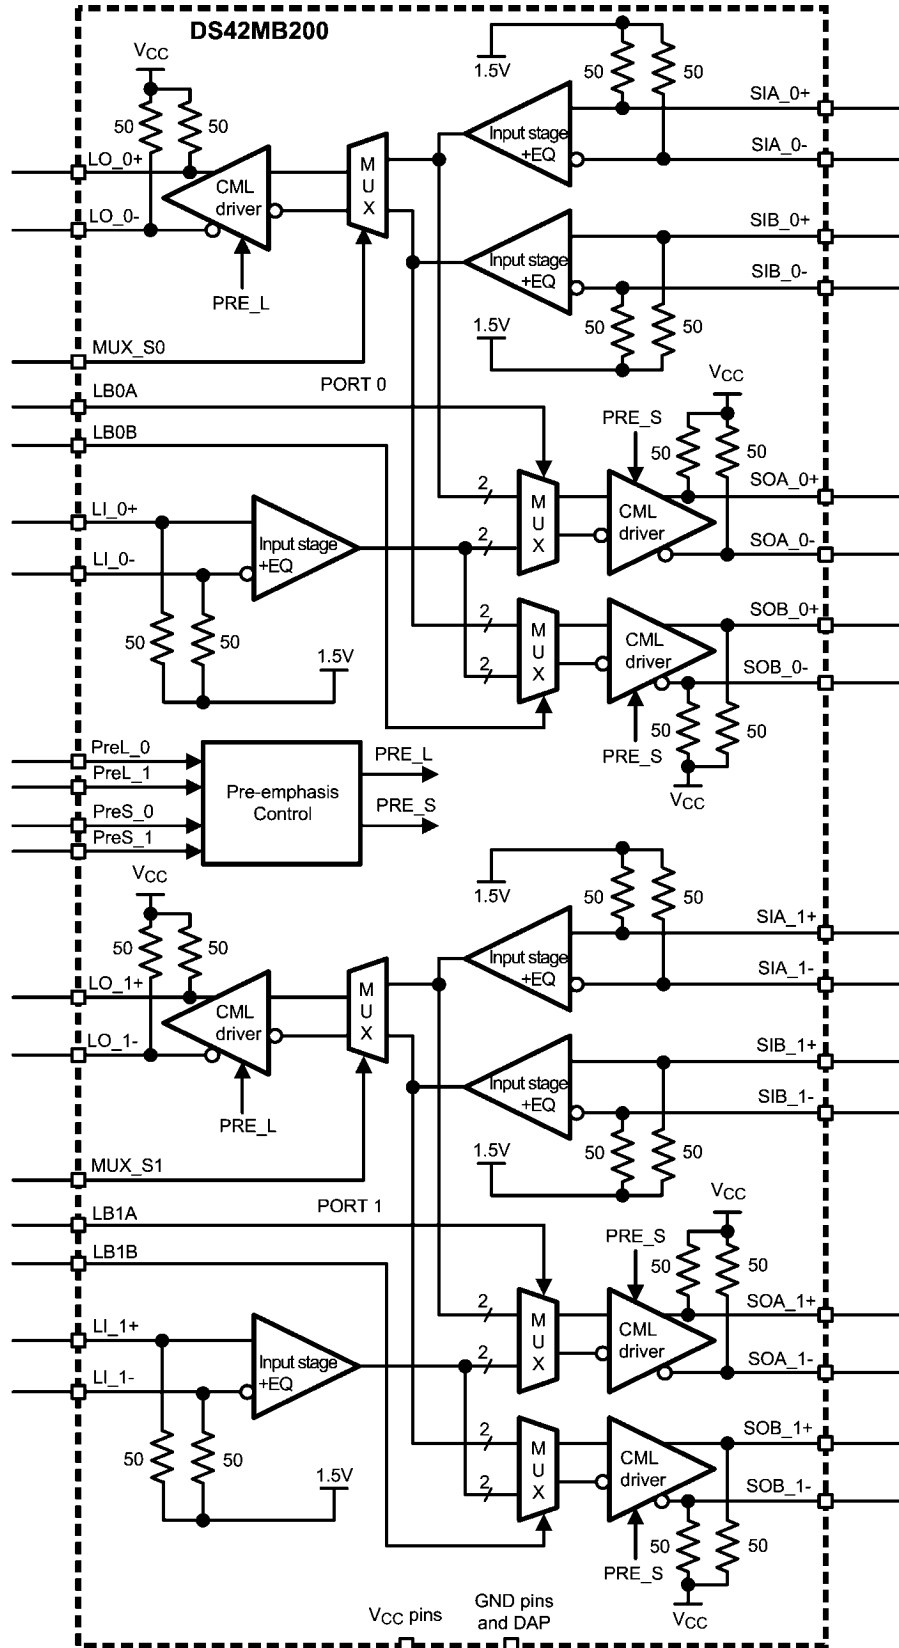 DS42MB200
VCC
1.5V
50
50
SIA_0+
50
50
Input stage
+EQ
SIA_0-
LO_0+
CML
driver
MUX
LO_0-
SIB_0+
Input stage
+EQ
SIB_0-
PRE_L
1.5V
50
50
MUX_S0
PORT 0
VCC
LB0A
PRE_S
LB0B
50
50
2
MUX
SOA_0+
LI_0+
CML
driver
Input stage
+EQ
2
SOA_0-
LI_0-
2
MUX
CML
driver
SOB_0+
50
50
1.5V
2
SOB_0-
50
50
PreL_0
PRE_L
PRE_S
PreL_1
Pre-emphasis
Control
VCC
PreS_0
PRE_S
PreS_1
VCC
1.5V
50
50
SIA_1+
50
50
Input stage
+EQ
SIA_1-
LO_1+
CML
driver
MUX
LO_1-
SIB_1+
Input stage
+EQ
SIB_1-
PRE_L
1.5V
50
50
MUX_S1
PORT 1
VCC
LB1A
PRE_S
LB1B
50
50
2
MUX
SOA_1+
LI_1+
CML
driver
Input stage
+EQ
2
SOA_1-
LI_1-
2
MUX
CML
driver
SOB_1+
50
50
1.5V
2
SOB_1-
50
50
PRE_S
VCC
VCC pins
GND pins
and DAP